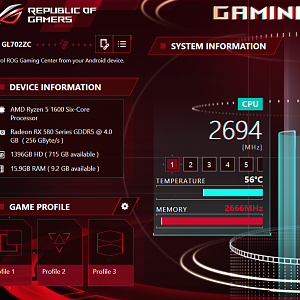 REPUBLIC OF
GAMERS
GAMIN
GL702ZC
SYSTEM INFORMATION
rol ROG Gaming Center from your Android device.
DEVICE INFORMATION
AMD Ryzen 5 1600 Six-Core
Processor
Radeon RX 580 Series GDDR5 @ 4.0
GB ( 256 GByte/s )
1396GB HD ( 715 GB available )
15.9GB RAM ( 9.2 GB available )
CPU
2694
(MHz)
1 2 3 4 5
TEMPERATURE 56°C
MEMORY 2666MHz
GAME PROFILE
ofile 1
Profile 2
Profile 3